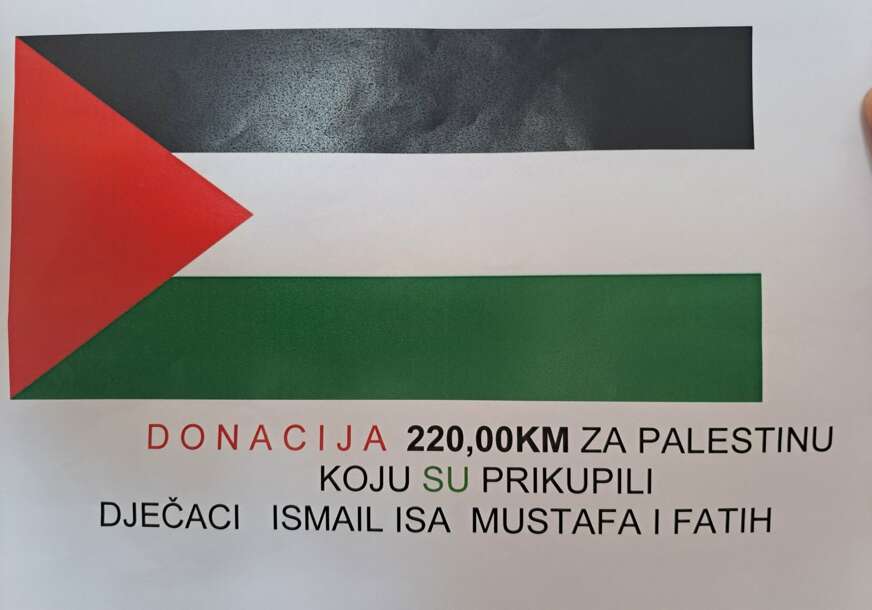 DONACIJA 220,00KM ZA PALESTINU
KOJU SU PRIKUPILI
DJEČACI ISMAIL ISA MUSTAFA I FATIH